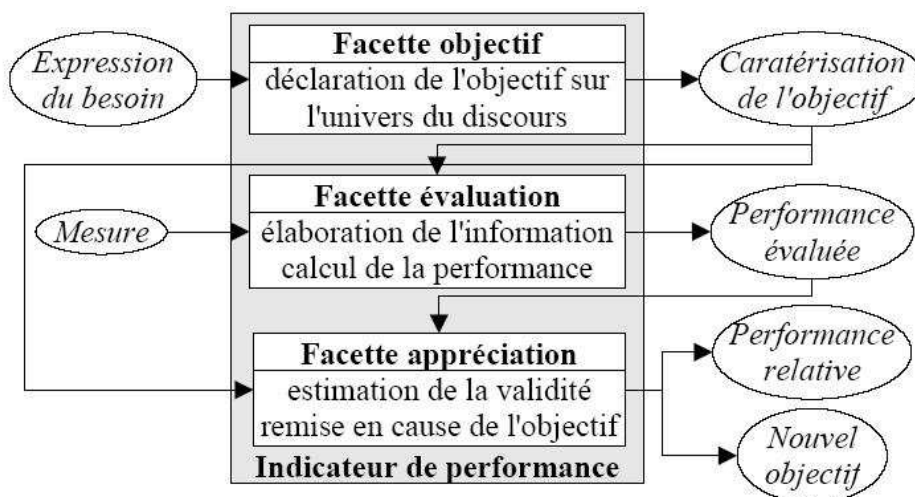 Expression
du besoin
Facette objectif
déclaration de l'objectif sur
l'univers du discours
Caratérisation
de l'objectif
Mesure
Facette évaluation
élaboration de l'information
calcul de la performance
Performance
évaluée
Facette appréciation
estimation de la validité
remise en cause de l'objectif
Performance
relative
Nouvel
objectif
Indicateur de performance